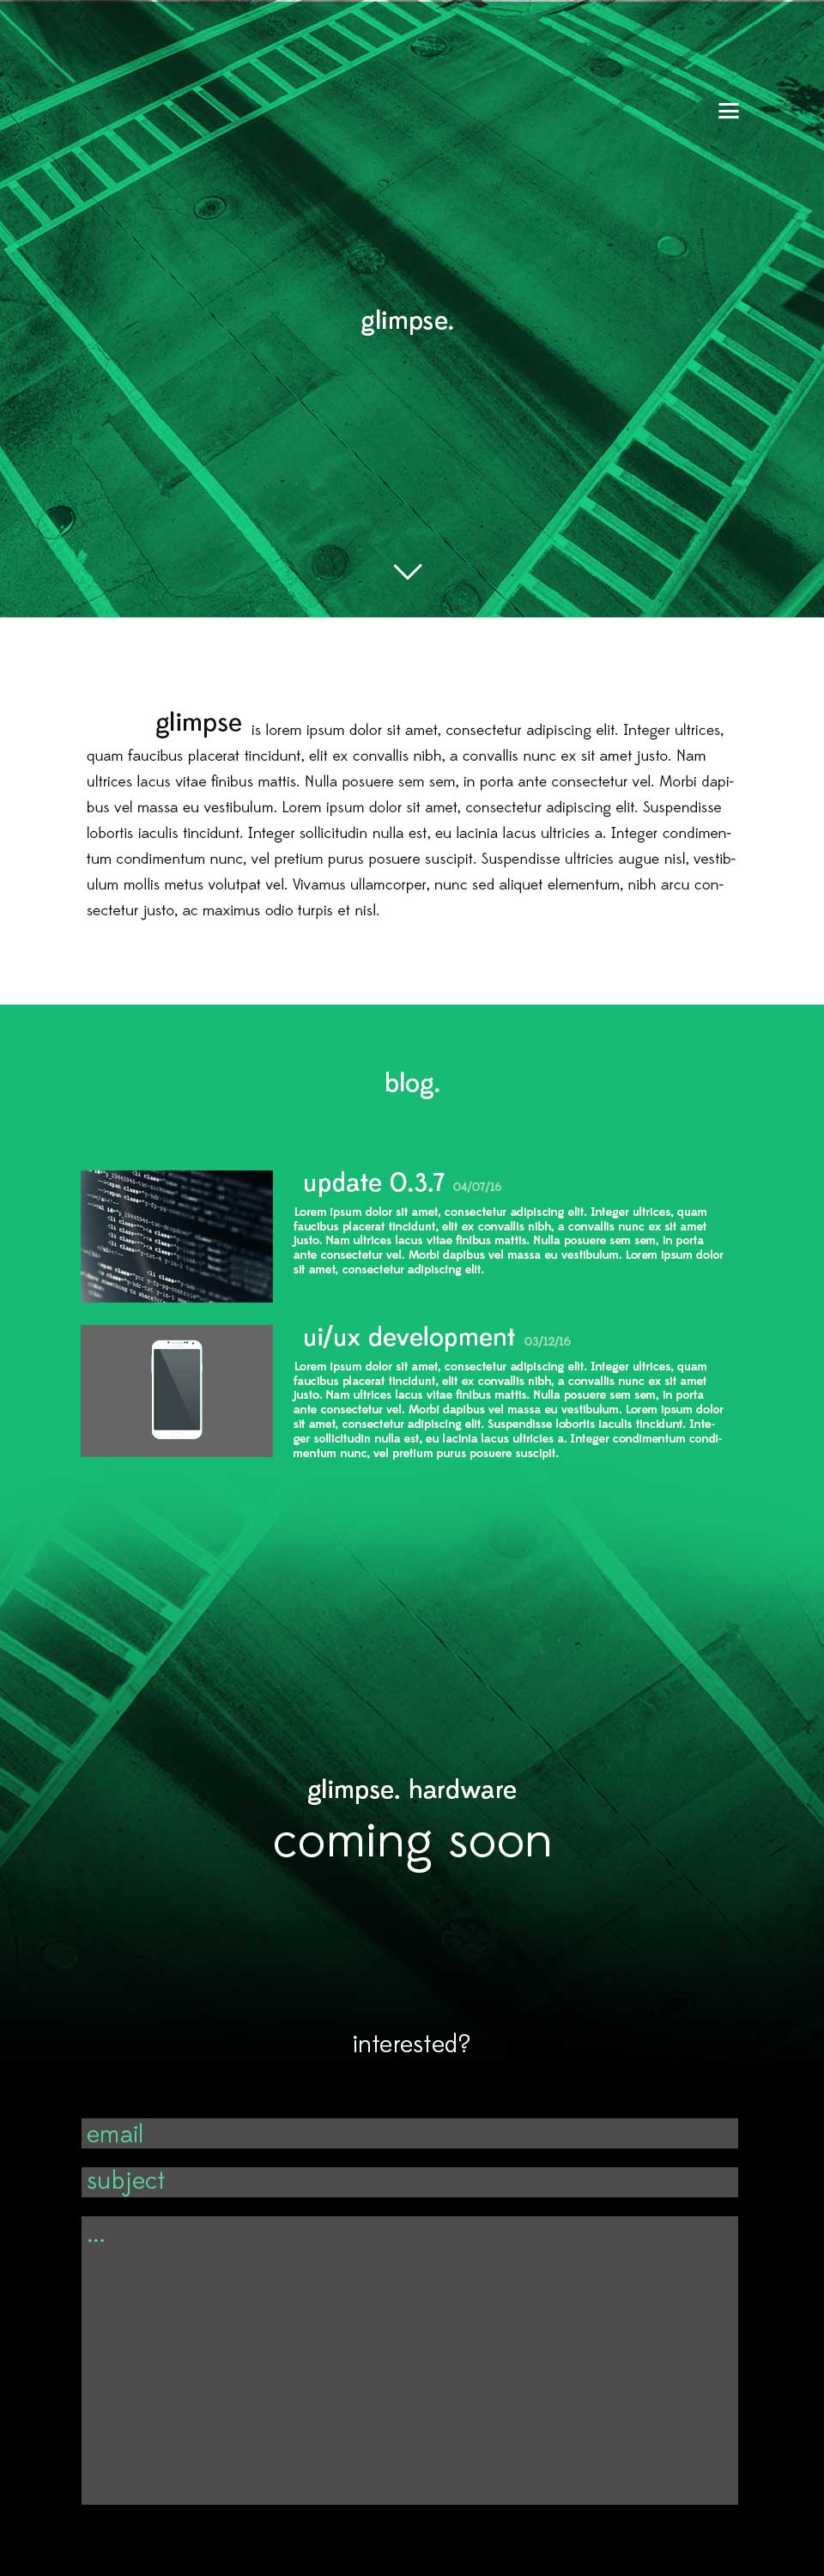 glimpse.
glimpse is lorem ipsum dolor sit amet, consectetur adipiscing elit. Integer ultrices,
quam faucibus placerat tincidunt, elit ex convallis nibh, a convallis nunc ex sit amet justo. Nam
ultrices lacus vitae finibus mattis. Nulla posuere sem sem, in porta ante consectetur vel. Morbi dapi-
bus vel massa eu vestibulum. Lorem ipsum dolor sit amet, consectetur adipiscing elit. Suspendisse
lobortis iaculis tincidunt. Integer sollicitudin nulla est, eu lacinia lacus ultricies a. Integer condimen-
tum condimentum nunc, vel pretium purus posuere suscipit. Suspendisse ultricies augue nisl, vestib-
ulum mollis metus volutpat vel. Vivamus ullamcorper, nunc sed aliquet elementum, nibh arcu con-
sectetur justo, ac maximus odio turpis et nisl.
blog.
update 0.3.7 04/07/16
Lorem ipsum dolor sit amet, consectetur adipiscing elit. Integer ultrices, quam
faucibus placerat tincidunt, elit ex convallis nibh, a convallis nunc ex sit amet
justo. Nam ultrices lacus vitae finibus mattis. Nulla posuere sem sem, in porta
ante consectetur vel. Morbi dapibus vel massa eu vestibulum. Lorem ipsum dolor
sit amet, consectetur adipiscing elit.
ui/ux development 03/12/16
Lorem ipsum dolor sit amet, consectetur adipiscing elit. Integer ultrices, quam
faucibus placerat tincidunt, elit ex convallis nibh, a convallis nunc ex sit amet
justo. Nam ultrices lacus vitae finibus mattis. Nulla posuere sem sem, in porta
ante consectetur vel. Morbi dapibus vel massa eu vestibulum. Lorem ipsum dolor
sit amet, consectetur adipiscing elit. Suspendisse lobortis iaculis tincidunt. Inte-
ger sollicitudin nulla est, eu lacinia lacus ultricies a. Integer condimentum condi-
mentum nunc, vel pretium purus posuere suscipit.
glimpse. hardware
coming soon
interested?
email
subject
...